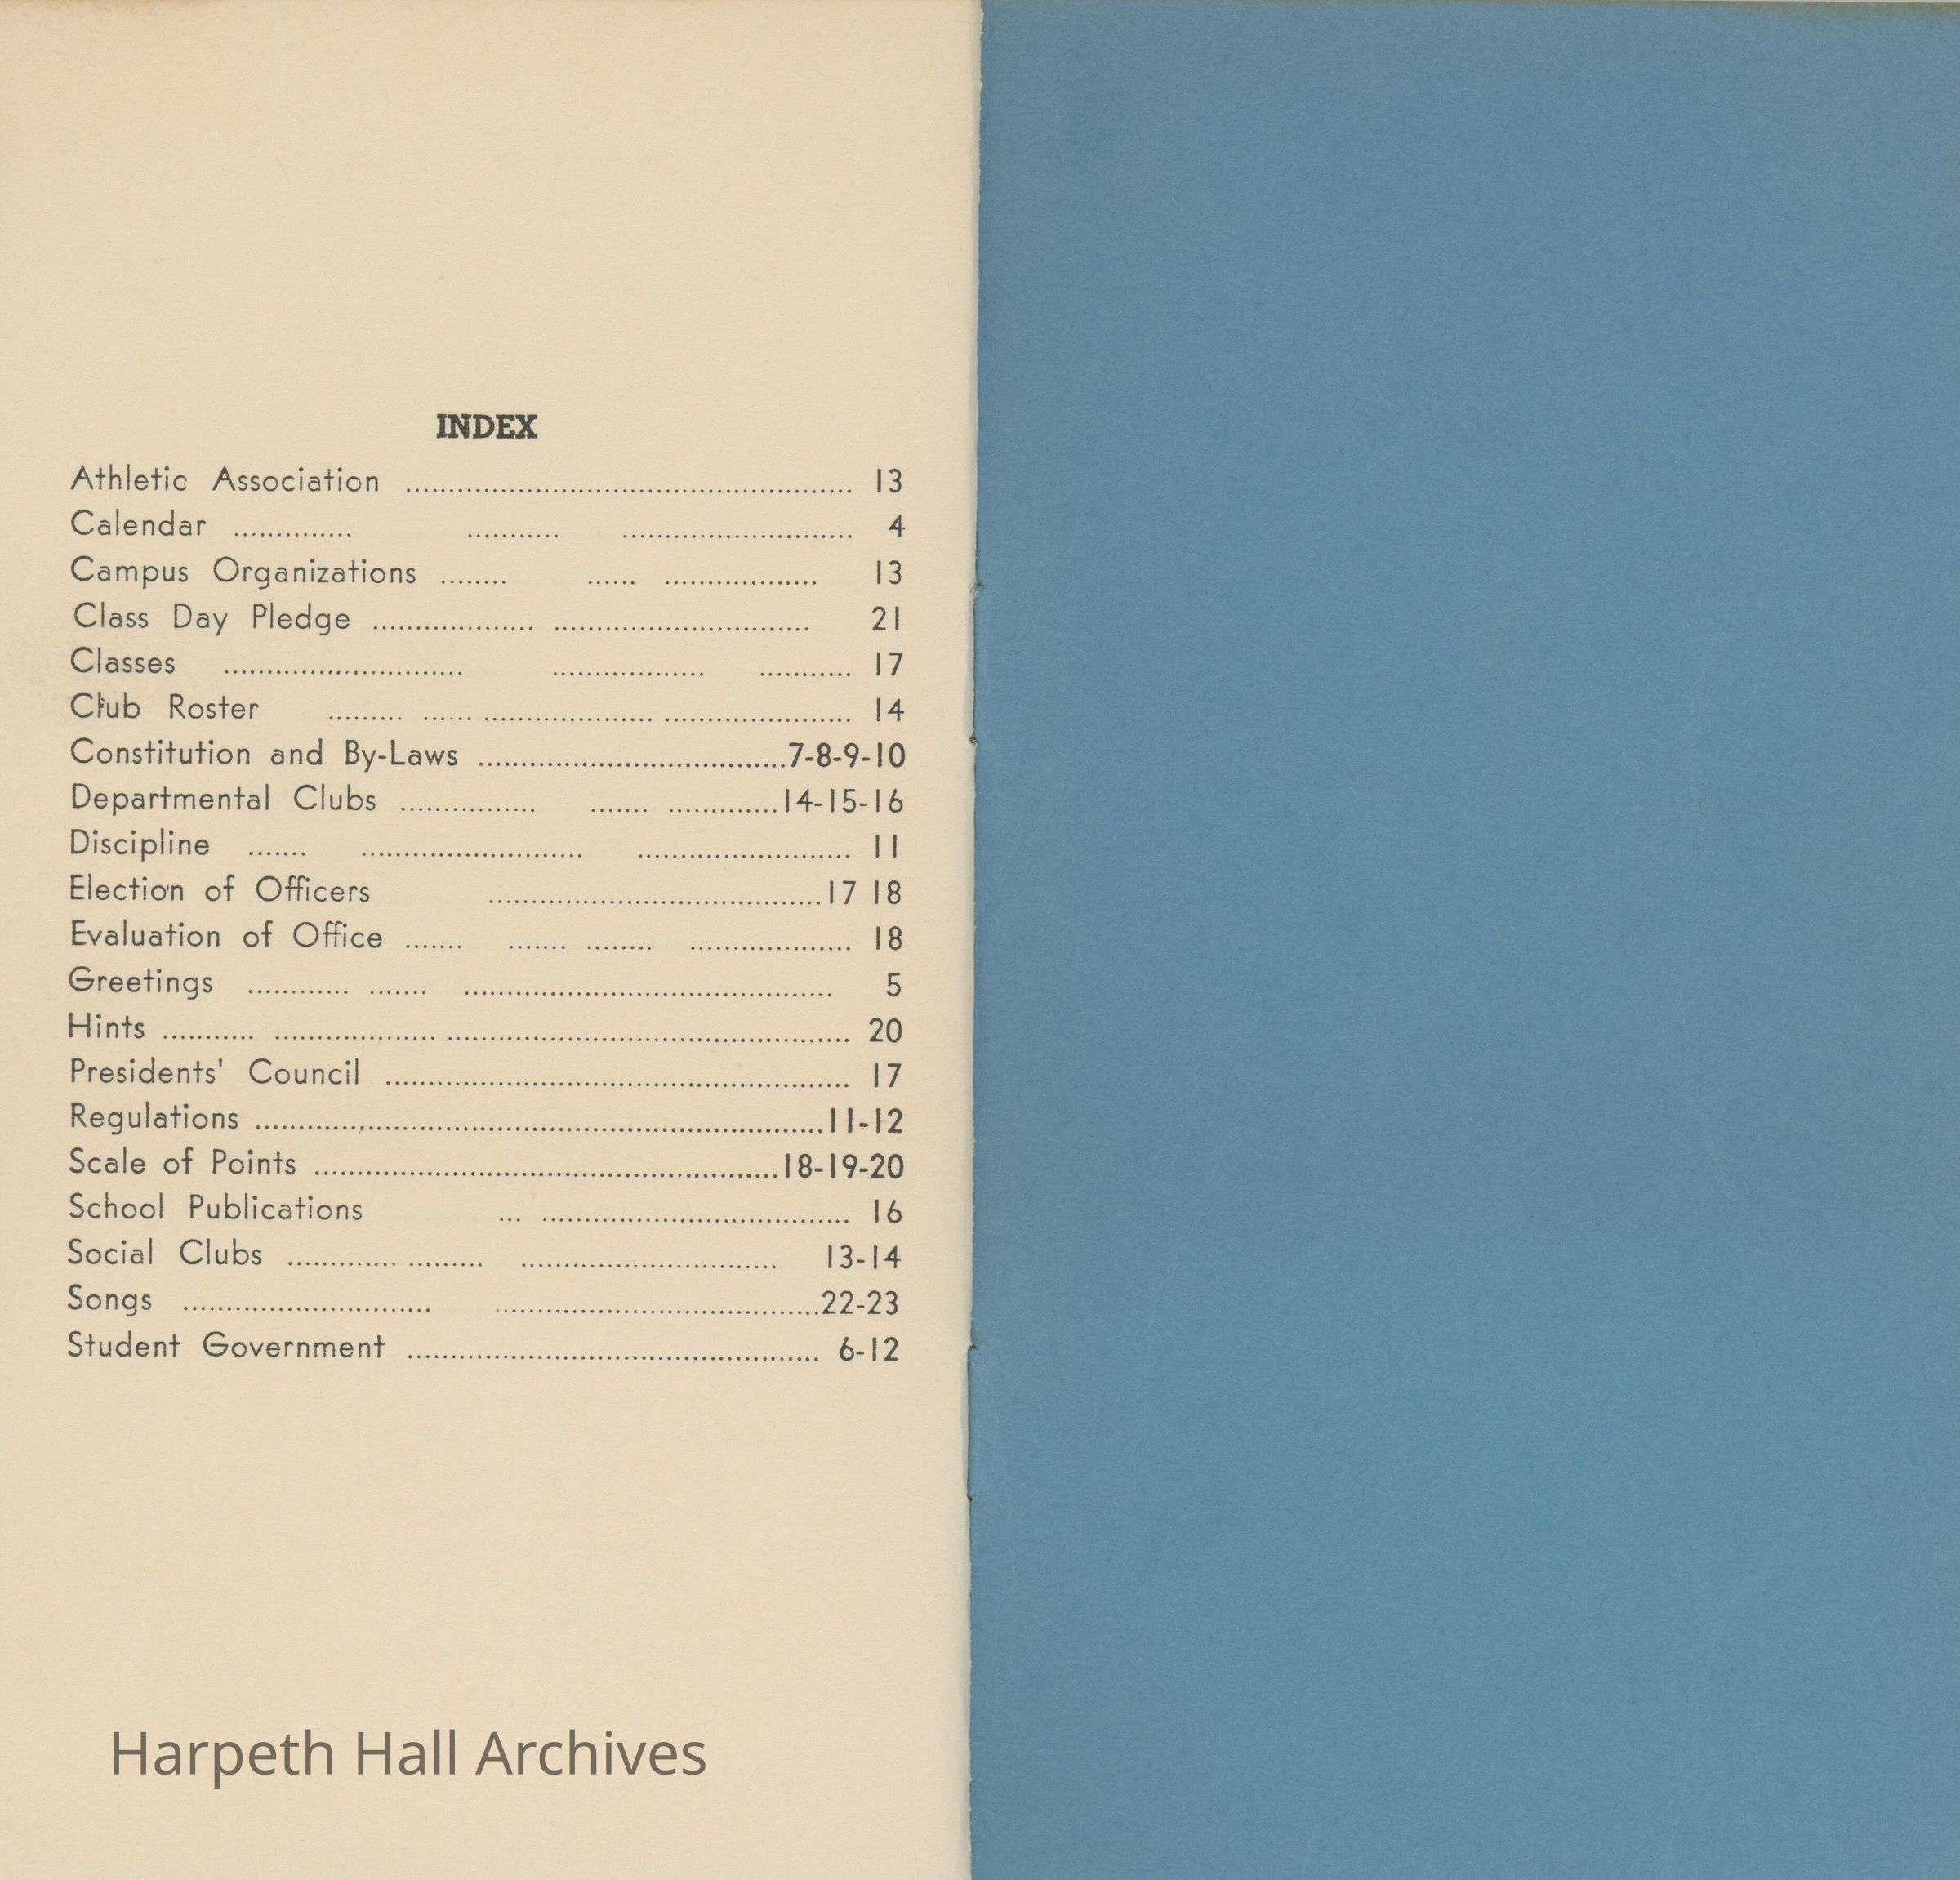 INDEX
Athletic Association ........................................ 13
Calendar ........................................ 4
Campus Organizations ........................................ 13
Class Day Pledge ........................................ 21
Classes ........................................ 17
Club Roster ........................................ 14
Constitution and By-Laws ........................................7-8-9-10
Departmental Clubs ........................................14-15-16
Discipline ........................................ 11
Election of Officers ........................................17 18
Evaluation of Office ........................................ 18
Greetings ........................................ 5
Hints ........................................ 20
Presidents' Council ........................................ 17
Regulations ........................................11-12
Scale of Points ........................................18-19-20
School Publications ........................................ 16
Social Clubs ........................................ 13-14
Songs ........................................22-23
Student Government ........................................ 6-12
Harpeth Hall Archives